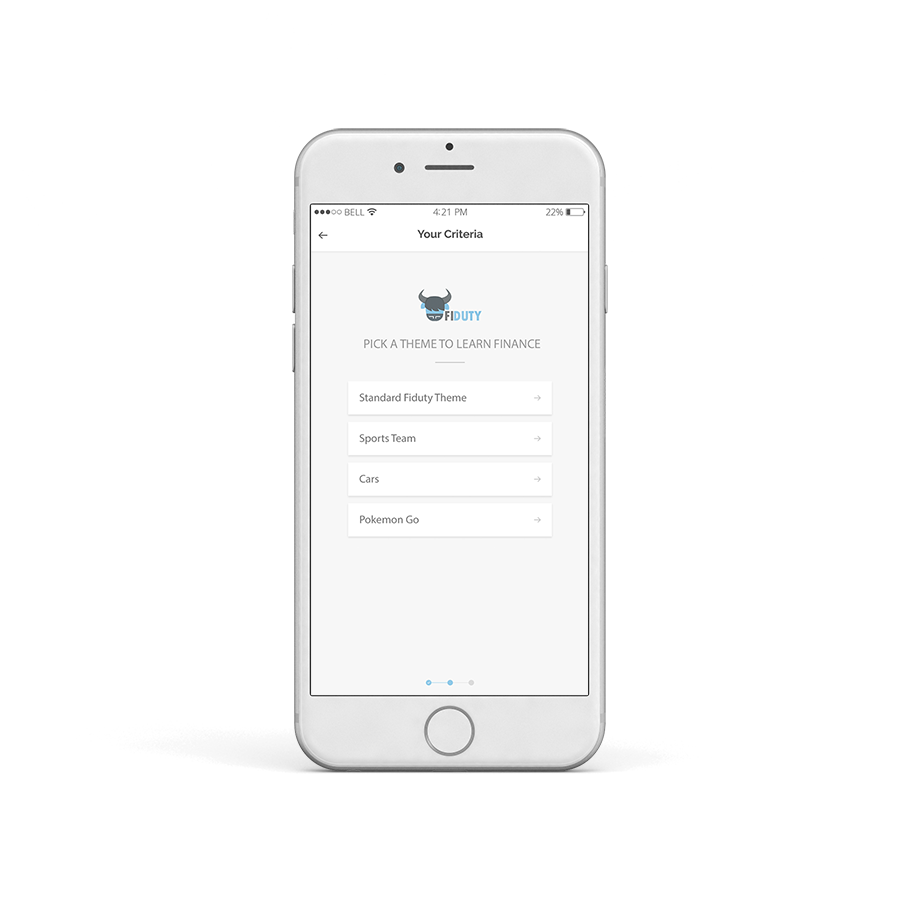 BELL 4:21 PM 22%
Your Criteria
FIDUTY
PICK A THEME TO LEARN FINANCE
Standard Fiduty Theme
Sports Team
Cars
Pokemon Go